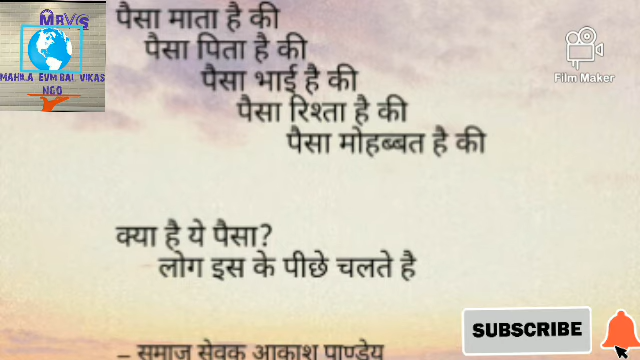 MBVS
MAHILA EVM BAL VIKAS
NGO
पैसा माता है की
पैसा पिता है की
पैसा भाई है की
पैसा रिश्ता है की
पैसा मोहब्बत है की
क्या है ये पैसा?
लोग इस के पीछे चलते है
– समाज सेवक आकाश पाण्डेय
Film Maker
SUBSCRIBE